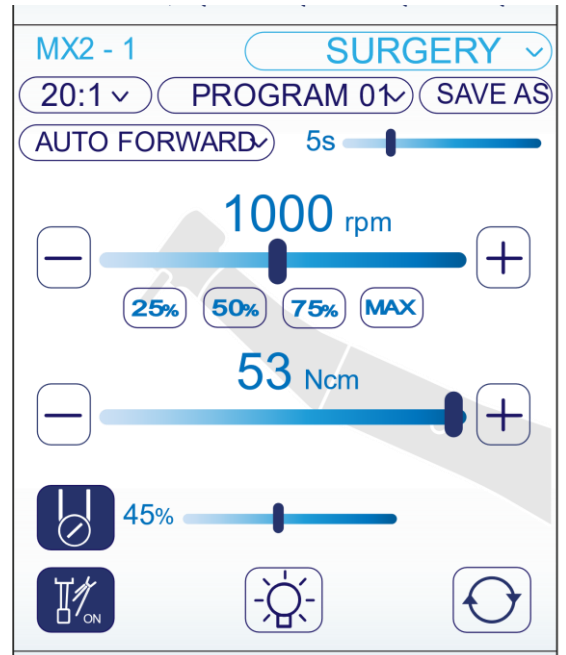 MX2 - 1 SURGERY
20:1 PROGRAM 01 SAVE AS
AUTO FORWARD 5s
1000 rpm
25% 50% 75% MAX
53 Ncm
45%
ON